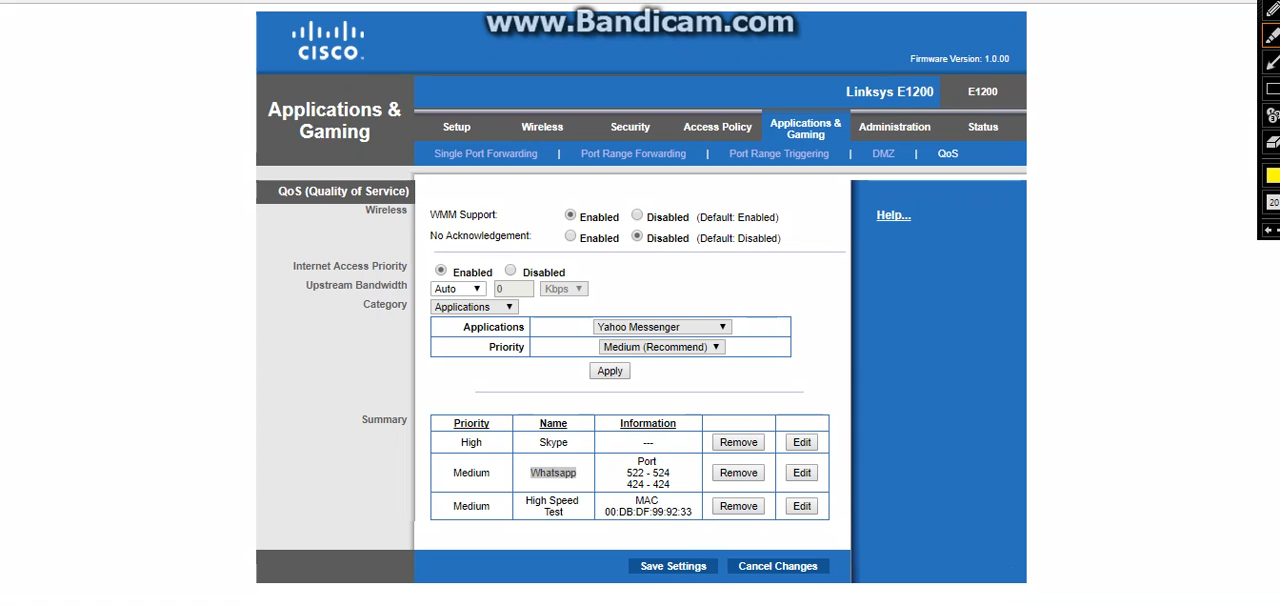 www.Bandicam.com
CISCO.
Firmware Version: 1.0.00
Linksys E1200
E1200
Applications &
Gaming
Setup
Wireless
Security
Access Policy
Applications &
Gaming
Administration
Status
Single Port Forwarding | Port Range Forwarding | Port Range Triggering | DMZ | QoS
QoS (Quality of Service)
Wireless
WMM Support: Enabled Disabled (Default: Enabled)
No Acknowledgement: Enabled Disabled (Default: Disabled)
Help...
Internet Access Priority
Enabled Disabled
Upstream Bandwidth
Auto 0 Kbps
Category
Applications
Applications Yahoo Messenger
Priority Medium (Recommend)
Apply
Summary
Priority Name Information
High Skype --- Remove Edit
Medium Whatsapp Port
522 - 524
424 - 424 Remove Edit
Medium High Speed
Test MAC
00:DB:DF:99:92:33 Remove Edit
Save Settings Cancel Changes
20